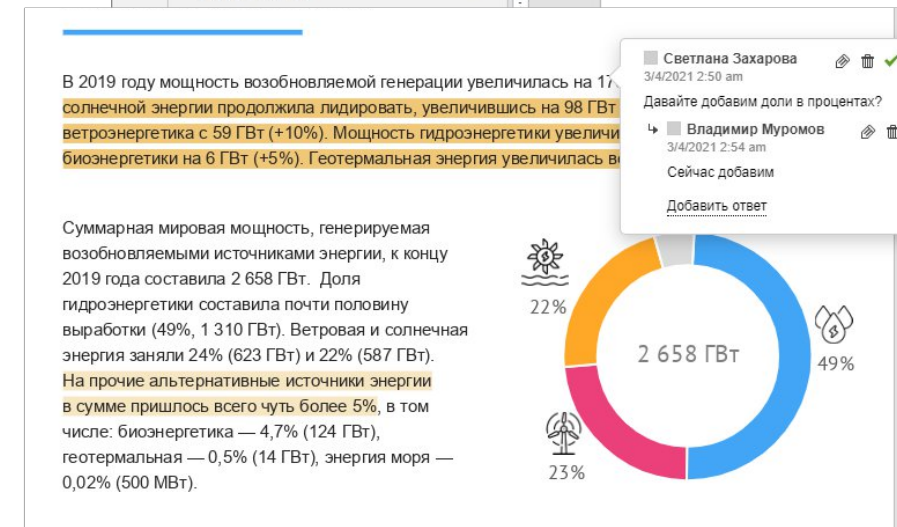 В 2019 году мощность возобновляемой генерации увеличилась на 17
солнечной энергии продолжила лидировать, увеличившись на 98 ГВт
ветроэнергетика с 59 ГВт (+10%). Мощность гидроэнергетики увеличи
биоэнергетики на 6 ГВт (+5%). Геотермальная энергия увеличилась
Светлана Захарова
3/4/2021 2:50 am
Давайте добавим доли в процентах?
Владимир Муромов
3/4/2021 2:54 am
Сейчас добавим
Добавить ответ
Суммарная мировая мощность, генерируемая
возобновляемыми источниками энергии, к концу
2019 года составила 2 658 ГВт. Доля
гидроэнергетики составила почти половину
выработки (49%, 1 310 ГВт). Ветровая и солнечная
энергия заняли 24% (623 ГВт) и 22% (587 ГВт).
На прочие альтернативные источники энергии
в сумме пришлось всего чуть более 5%, в том
числе: биоэнергетика — 4,7% (124 ГВт),
геотермальная — 0,5% (14 ГВт), энергия моря —
0,02% (500 МВт).
22%
2 658 ГВт
49%
23%